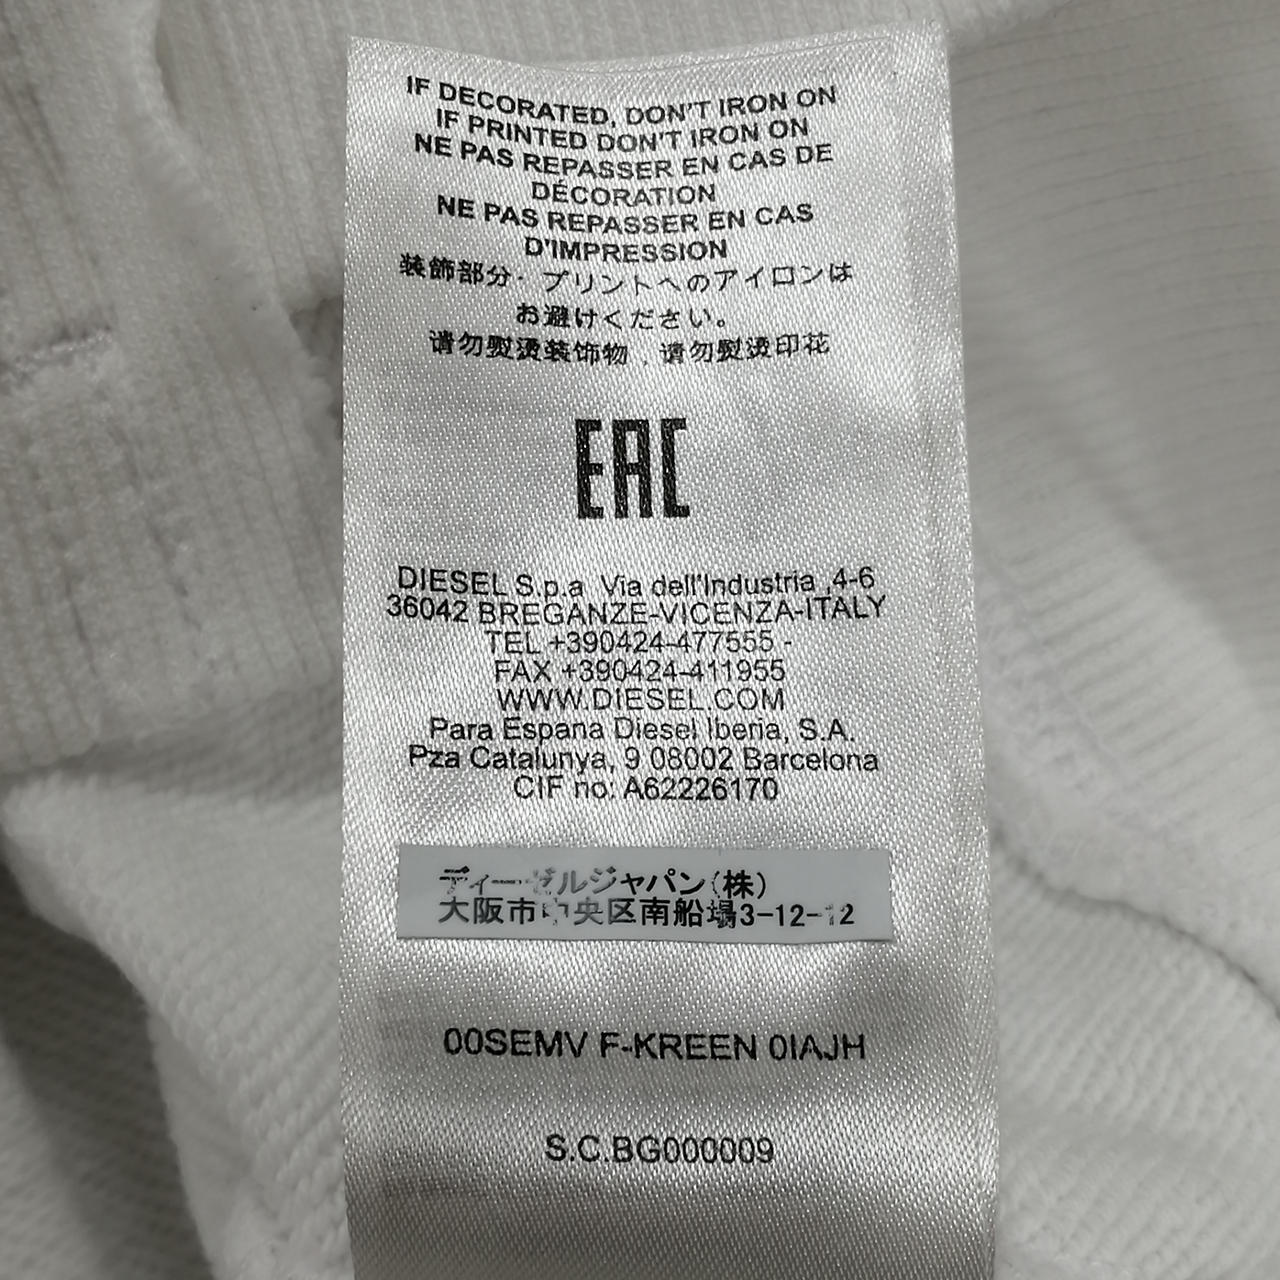 IF DECORATED, DON'T IRON ON
IF PRINTED DON'T IRON ON
NE PAS REPASSER EN CAS DE
DÉCORATION
NE PAS REPASSER EN CAS
D'IMPRESSION
装飾部分・プリントへのアイロンは
お避けください。
请勿熨烫装饰物，请勿熨烫印花
EAC
DIESEL S.p.a Via dell'Industria ,4-6
36042 BREGANZE-VICENZA-ITALY
TEL +390424-477555 -
FAX +390424-411955
WWW.DIESEL.COM
Para Espana Diesel Iberia, S.A.
Pza Catalunya, 9 08002 Barcelona
CIF no: A62226170
ディーゼルジャパン(株)
大阪市中央区南船場3-12-12
00SEMV F-KREEN 0IAJH
S.C.BG000009